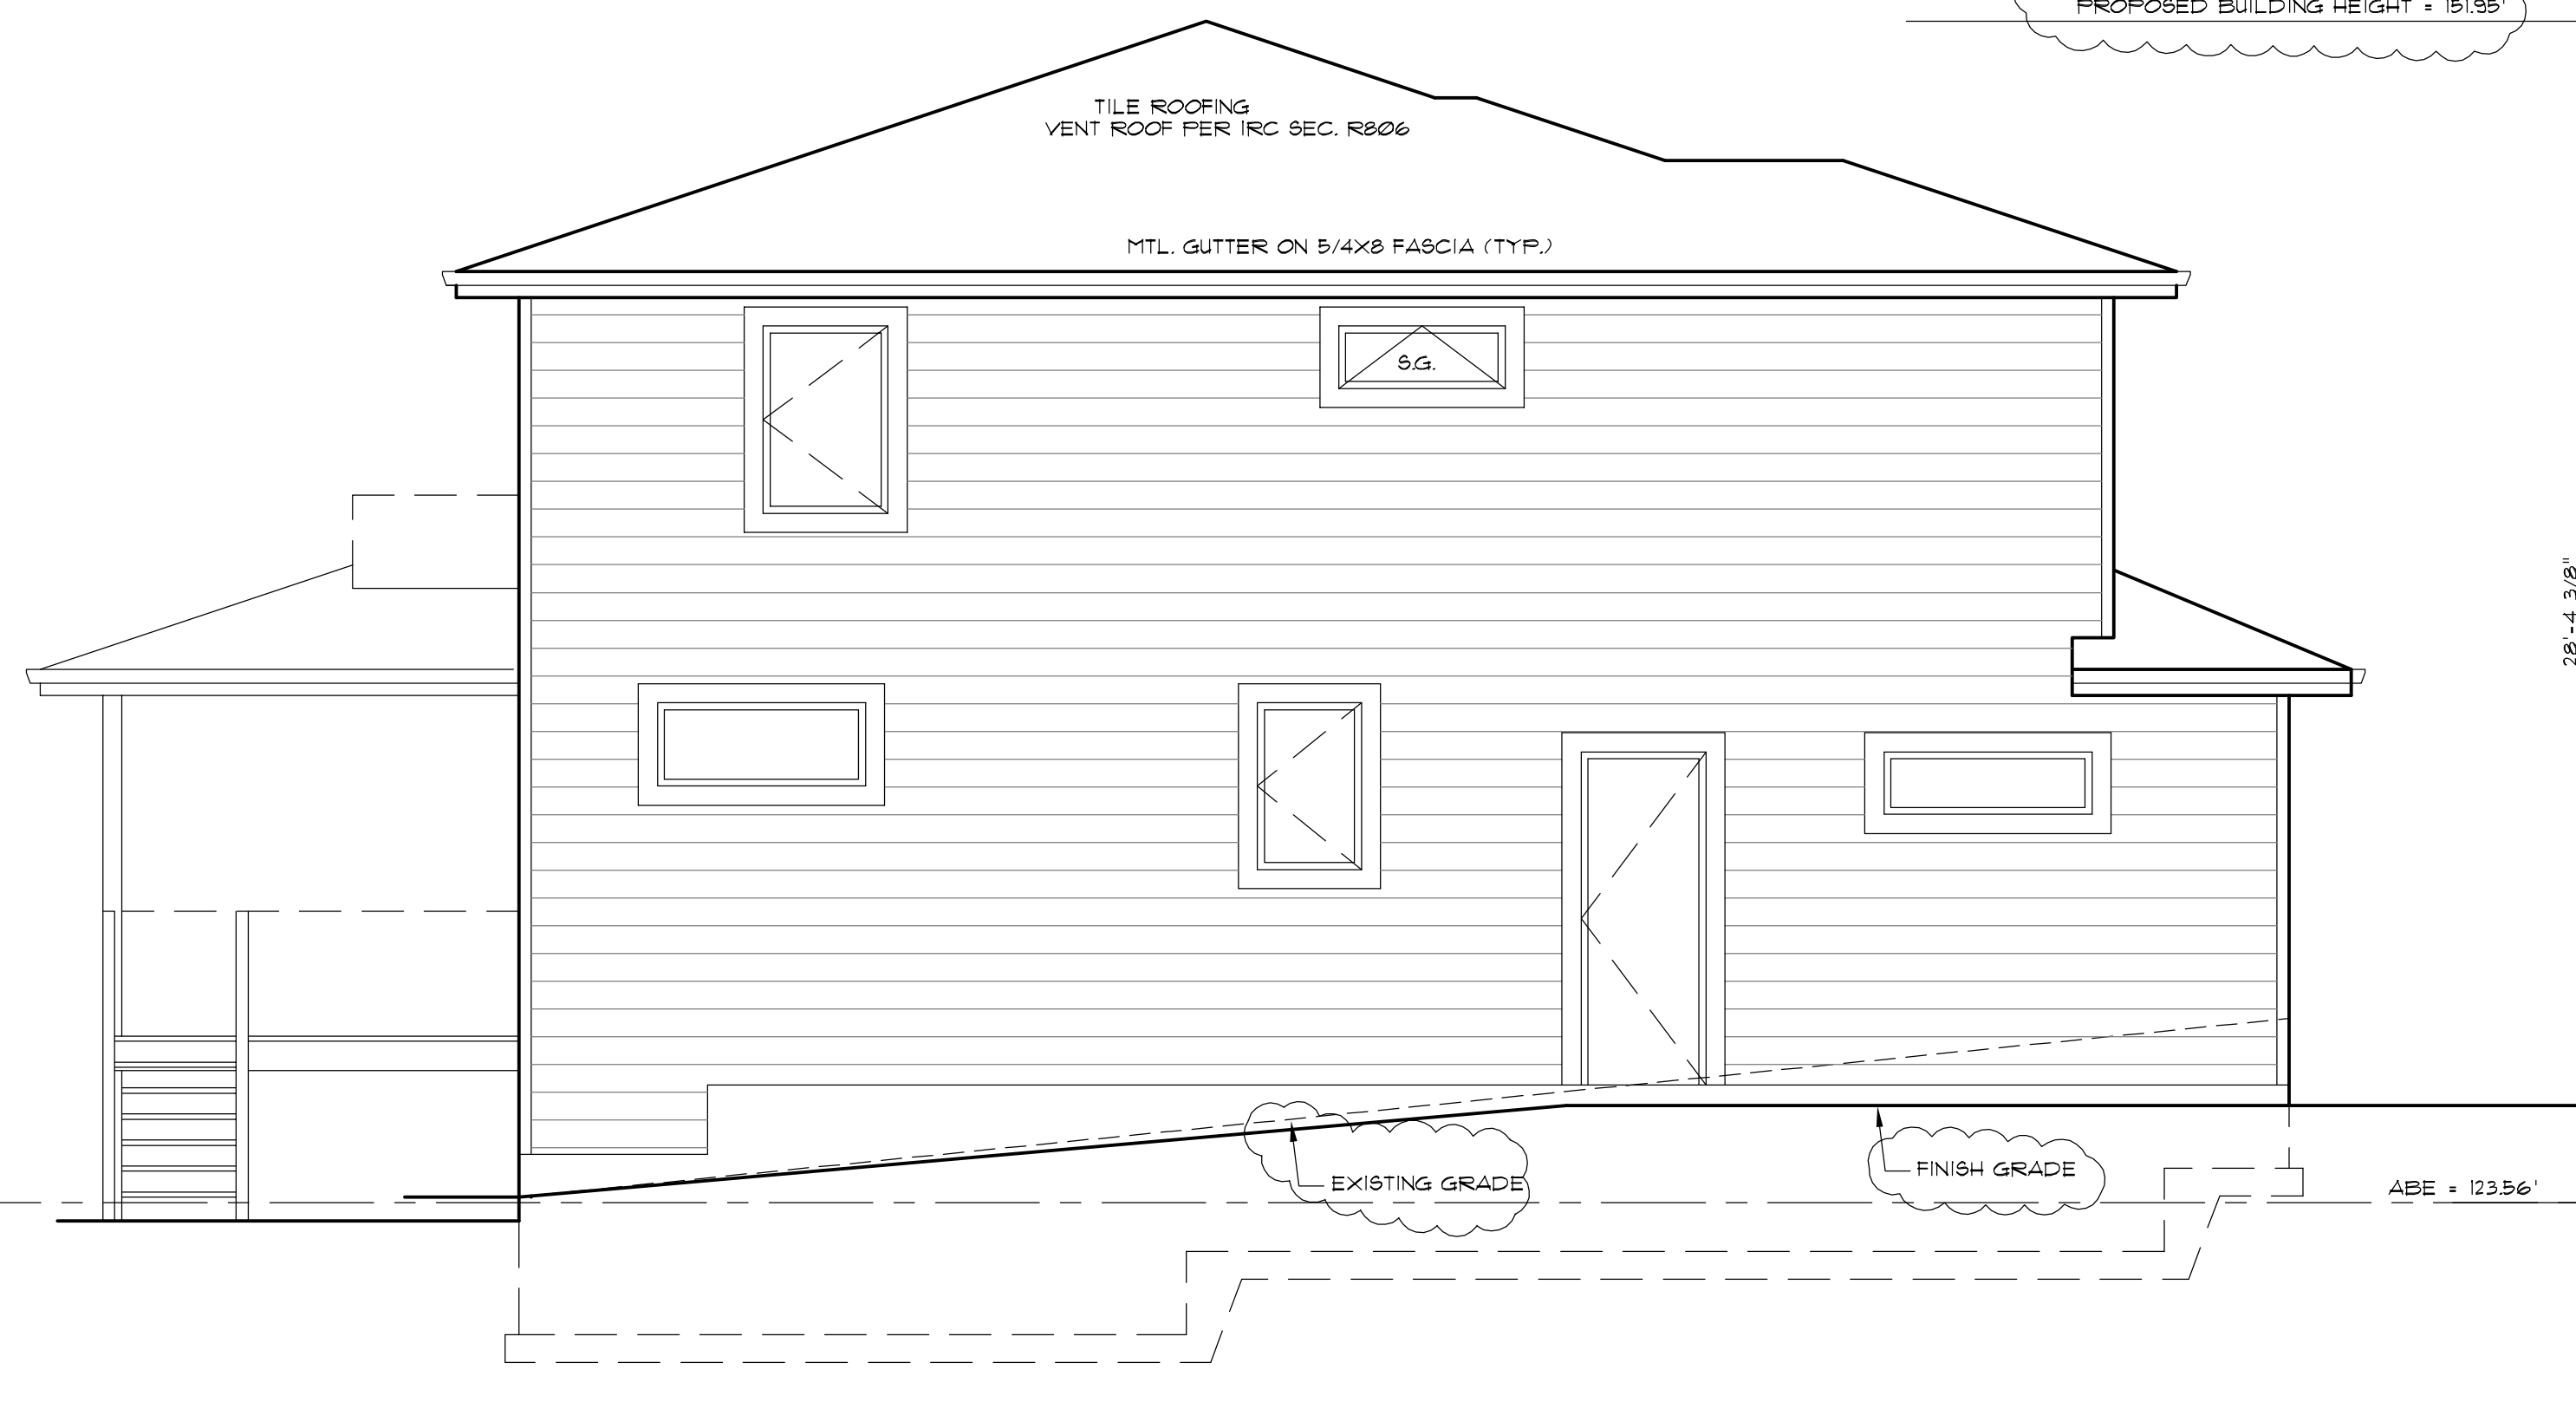 PROPOSED BUILDING HEIGHT = 151.95'
TILE ROOFING
VENT ROOF PER IRC SEC. R806
MTL. GUTTER ON 5/4X8 FASCIA (TYP.)
S.G.
28'-4 3/8"
EXISTING GRADE
FINISH GRADE
ABE = 123.56'